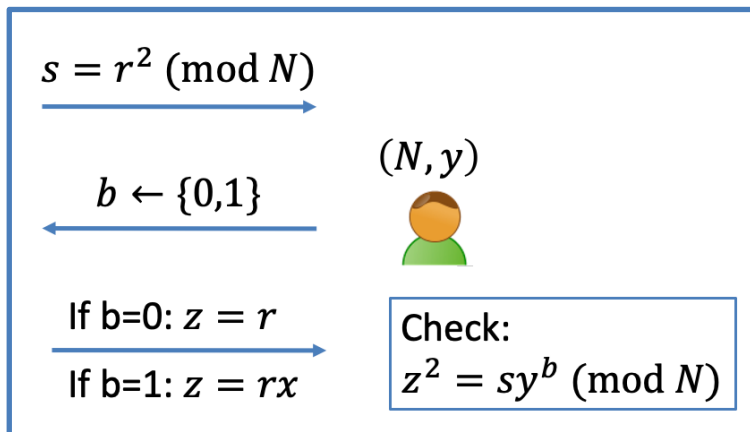 s = r² (mod N)
(N, y)
b ← {0,1}
If b=0: z = r
If b=1: z = rx
Check:
z² = sy^b (mod N)